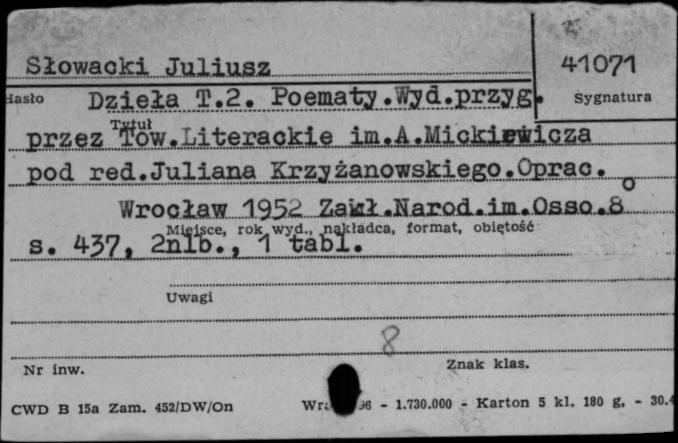 Słowacki Juliusz
41071
Hasło
Sygnatura
Dzieła T.2. Poematy.Wyd.przyg.
Tytuł
przez Tow.Literackie im.A.Mickiewicza
pod red.Juliana Krzyżanowskiego.Oprac.
Wrocław 1952 Zakł.Narod.im.Osso.8°
Miejsce, rok wyd., nakładca, format, objętość
s. 437, 2nlb., 1 tabl.
Uwagi
8
Nr inw.
Znak klas.
CWD B 15a Zam. 452/DW/On
- 1.730.000 - Karton 5 kl. 180 g, -